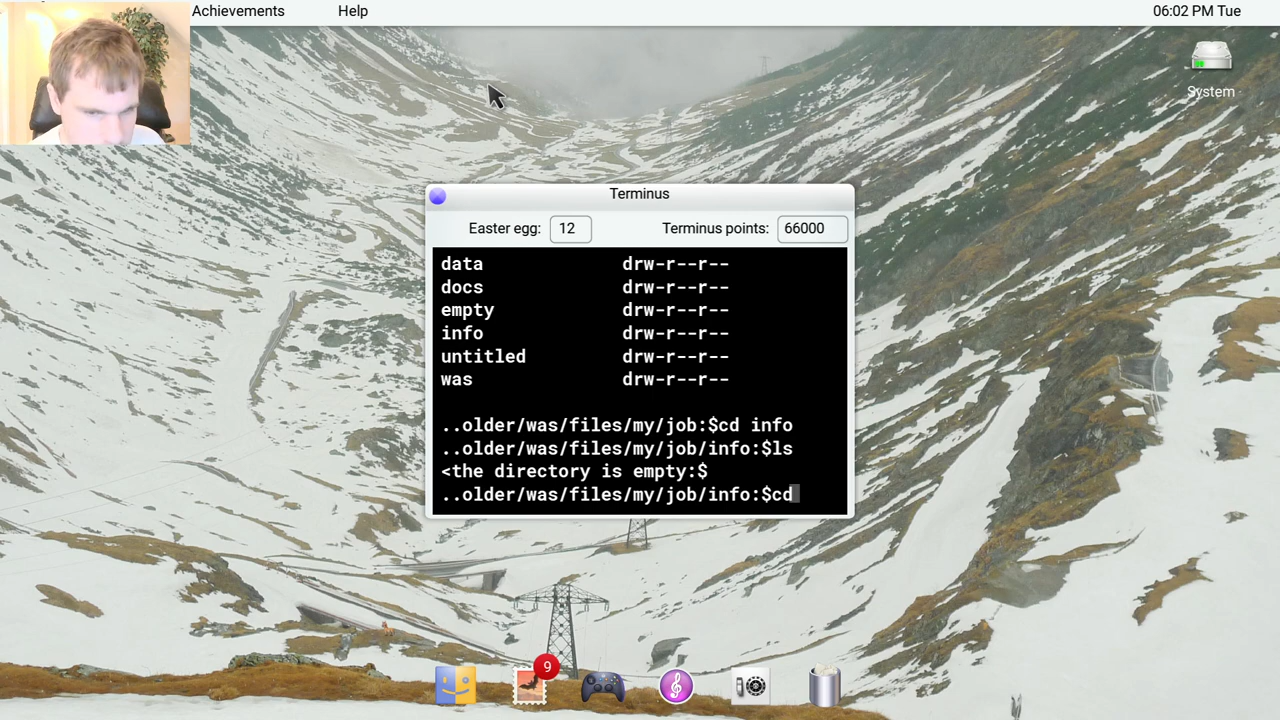 Achievements
Help
06:02 PM Tue
System
Terminus
Easter egg: 12
Terminus points: 66000
data drw-r--r--
docs drw-r--r--
empty drw-r--r--
info drw-r--r--
untitled drw-r--r--
was drw-r--r--
..older/was/files/my/job:$cd info
..older/was/files/my/job/info:$ls
<the directory is empty:$
..older/was/files/my/job/info:$cd
9